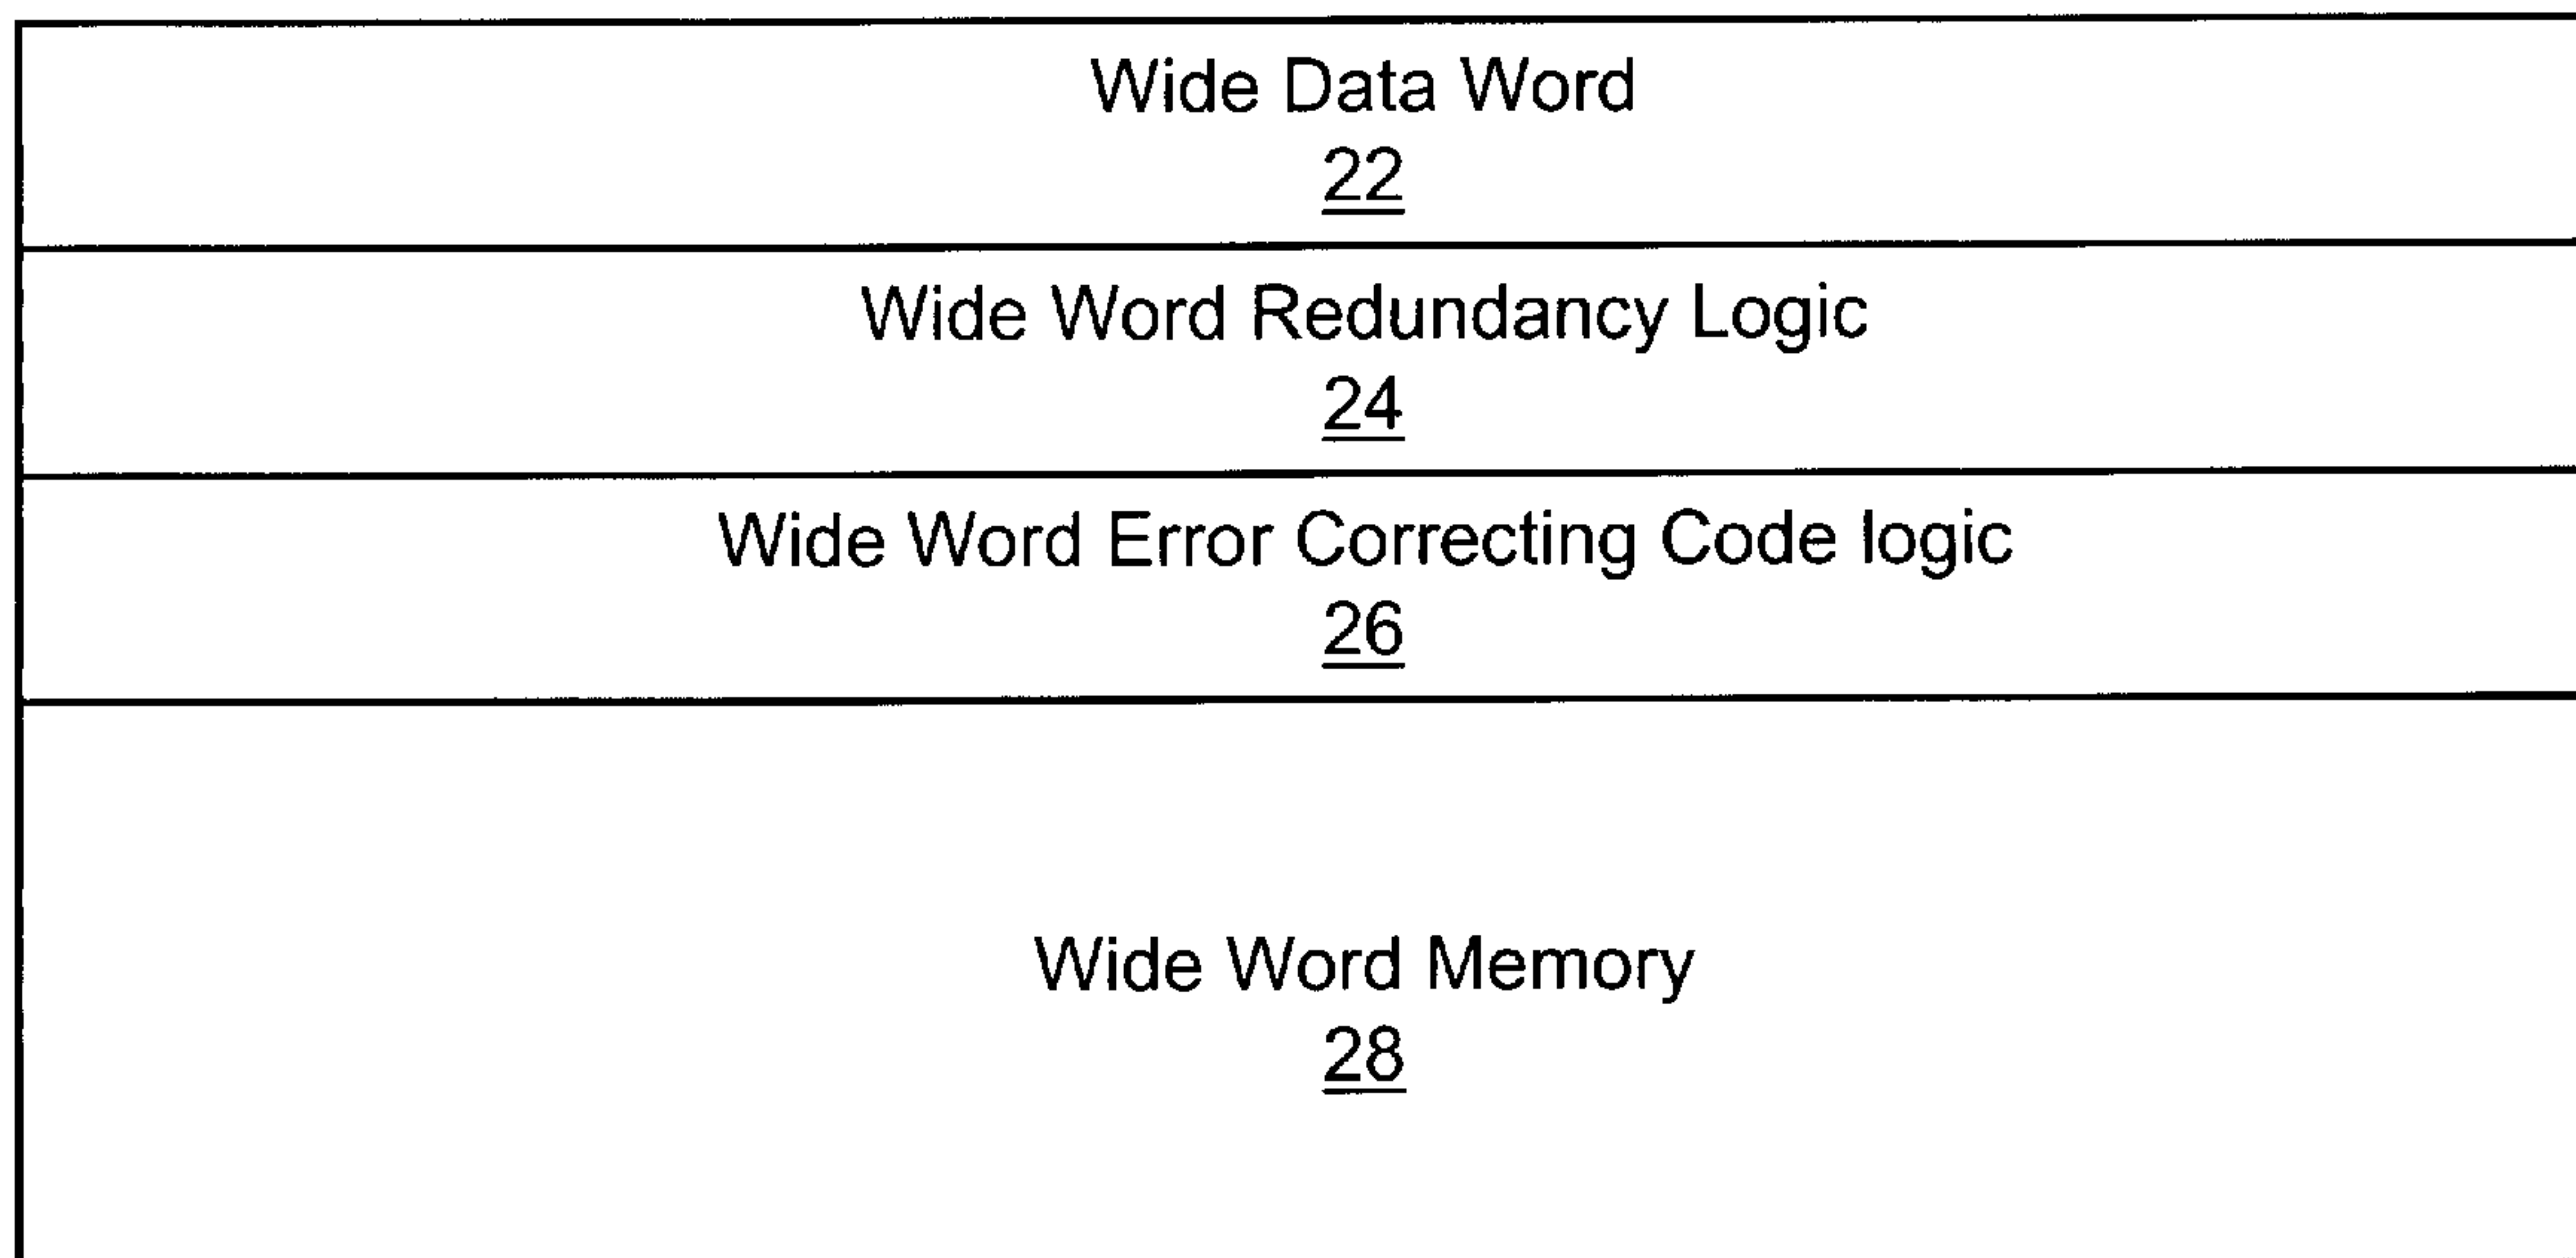 Wide Data Word
22
Wide Word Redundancy Logic
24
Wide Word Error Correcting Code logic
26
Wide Word Memory
28